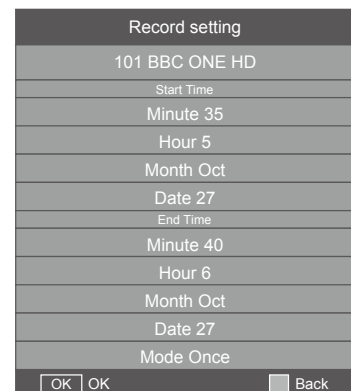 Record setting
101 BBC ONE HD
Start Time
Minute 35
Hour 5
Month Oct
Date 27
End Time
Minute 40
Hour 6
Month Oct
Date 27
Mode Once
OK OK Back